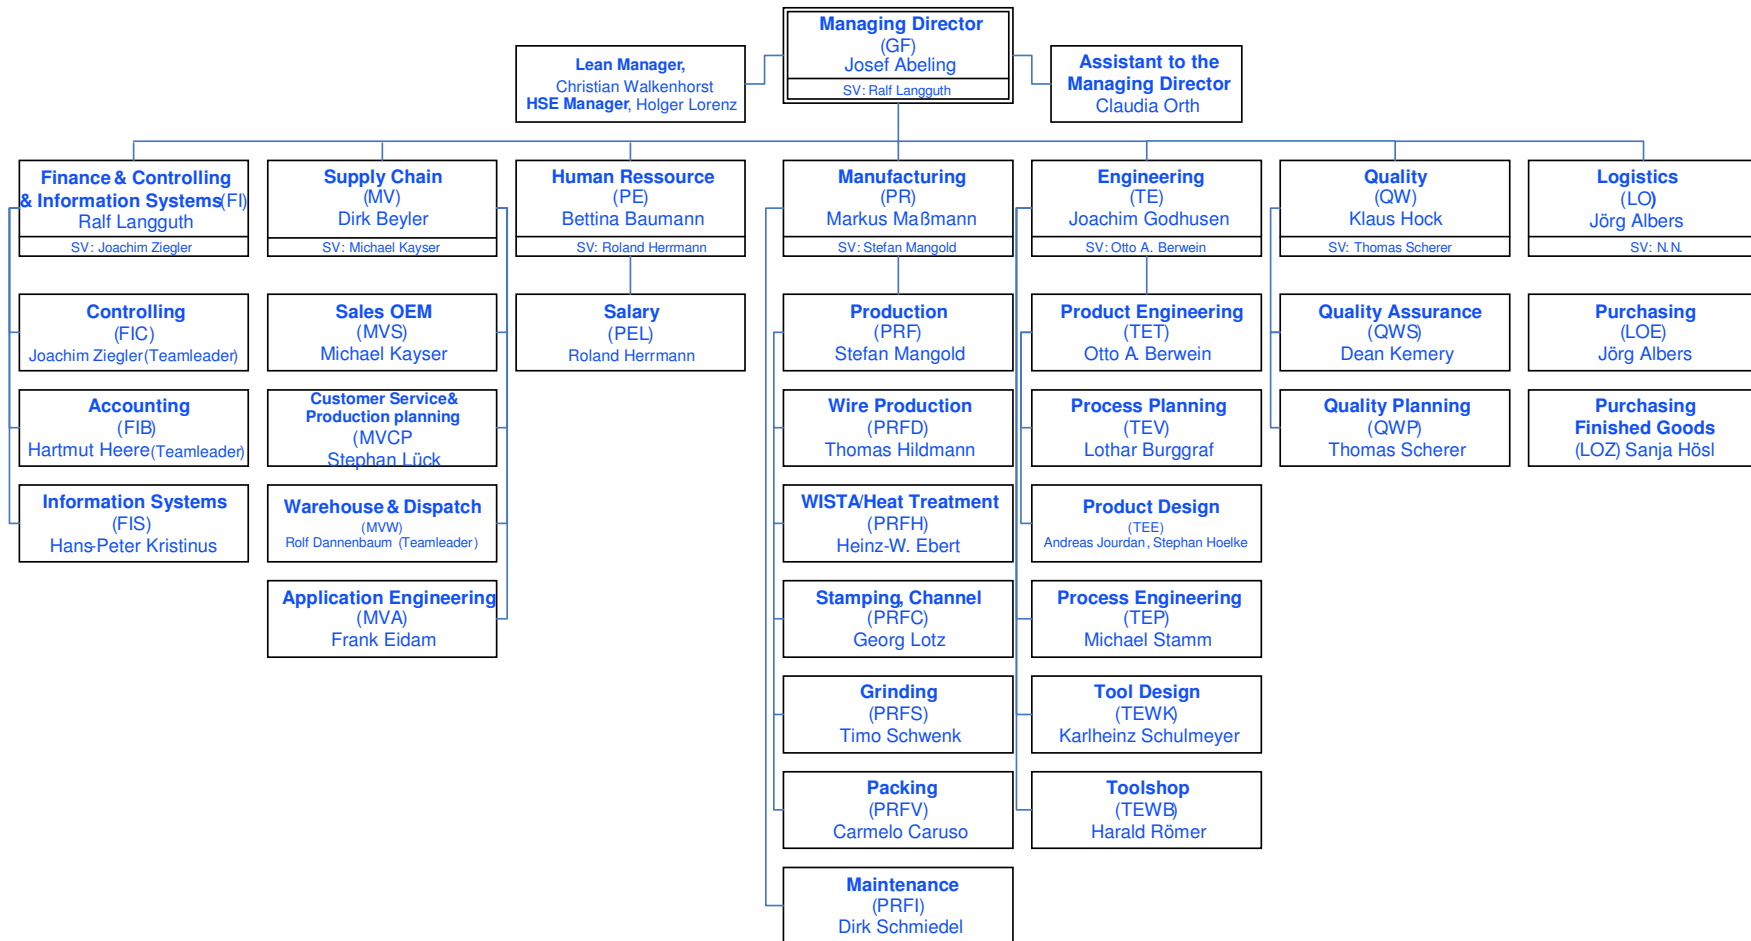 Managing Director
(GF)
Josef Abeling
SV: Ralf Langguth
Lean Manager,
Christian Walkenhorst
HSE Manager, Holger Lorenz
Assistant to the
Managing Director
Claudia Orth
Finance & Controlling
& Information Systems (FI)
Ralf Langguth
SV: Joachim Ziegler
Supply Chain
(MV)
Dirk Beyler
SV: Michael Kayser
Human Ressource
(PE)
Bettina Baumann
SV: Roland Herrmann
Manufacturing
(PR)
Markus Maßmann
SV: Stefan Mangold
Engineering
(TE)
Joachim Godhusen
SV: Otto A. Berwein
Quality
(QW)
Klaus Hock
SV: Thomas Scherer
Logistics
(LO)
Jörg Albers
SV: N.N.
Controlling
(FIC)
Joachim Ziegler (Teamleader)
Accounting
(FIB)
Hartmut Heere (Teamleader)
Information Systems
(FIS)
Hans-Peter Kristinus
Sales OEM
(MVS)
Michael Kayser
Customer Service &
Production planning
(MVCP
Stephan Lück
Warehouse & Dispatch
(MVW)
Rolf Dannenbaum (Teamleader)
Application Engineering
(MVA)
Frank Eidam
Salary
(PEL)
Roland Herrmann
Production
(PRF)
Stefan Mangold
Wire Production
(PRFD)
Thomas Hildmann
WISTA/Heat Treatment
(PRFH)
Heinz-W. Ebert
Stamping, Channel
(PRFC)
Georg Lotz
Grinding
(PRFS)
Timo Schwenk
Packing
(PRFV)
Carmelo Caruso
Maintenance
(PRFI)
Dirk Schmiedel
Product Engineering
(TET)
Otto A. Berwein
Process Planning
(TEV)
Lothar Burggraf
Product Design
(TEE)
Andreas Jourdan, Stephan Hoelke
Process Engineering
(TEP)
Michael Stamm
Tool Design
(TEWK)
Karlheinz Schulmeyer
Toolshop
(TEWB)
Harald Römer
Quality Assurance
(QWS)
Dean Kemery
Quality Planning
(QWP)
Thomas Scherer
Purchasing
(LOE)
Jörg Albers
Purchasing
Finished Goods
(LOZ) Sanja Hösl